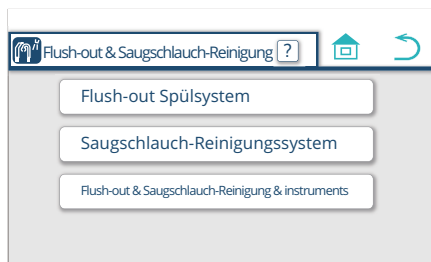 Flush-out & Saugschlauch-Reinigung ?
Flush-out Spülsystem
Saugschlauch-Reinigungssystem
Flush-out & Saugschlauch-Reinigung & instruments